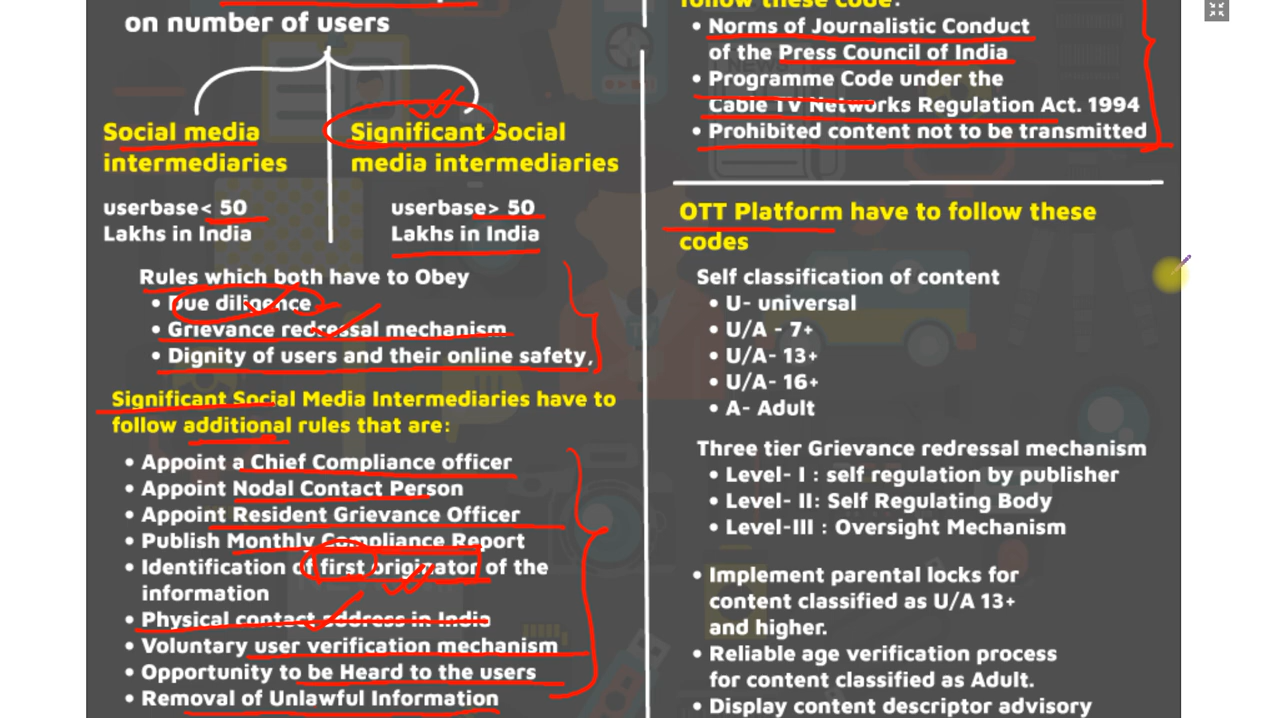 on number of users
Social media
intermediaries
userbase< 50
Lakhs in India
Significant Social
media intermediaries
userbase> 50
Lakhs in India
Rules which both have to Obey
• Due diligence
• Grievance redressal mechanism
• Dignity of users and their online safety,
Significant Social Media Intermediaries have to
follow additional rules that are:
• Appoint a Chief Compliance officer
• Appoint Nodal Contact Person
• Appoint Resident Grievance Officer
• Publish Monthly Compliance Report
• Identification of first originator of the
information
• Physical contact address in India
• Voluntary user verification mechanism
• Opportunity to be Heard to the users
• Removal of Unlawful Information
follow these code:
• Norms of Journalistic Conduct
of the Press Council of India
• Programme Code under the
Cable TV Networks Regulation Act. 1994
• Prohibited content not to be transmitted
OTT Platform have to follow these
codes
Self classification of content
• U- universal
• U/A - 7+
• U/A- 13+
• U/A- 16+
• A- Adult
Three tier Grievance redressal mechanism
• Level- I : self regulation by publisher
• Level- II: Self Regulating Body
• Level-III : Oversight Mechanism
• Implement parental locks for
content classified as U/A 13+
and higher.
• Reliable age verification process
for content classified as Adult.
• Display content descriptor advisory